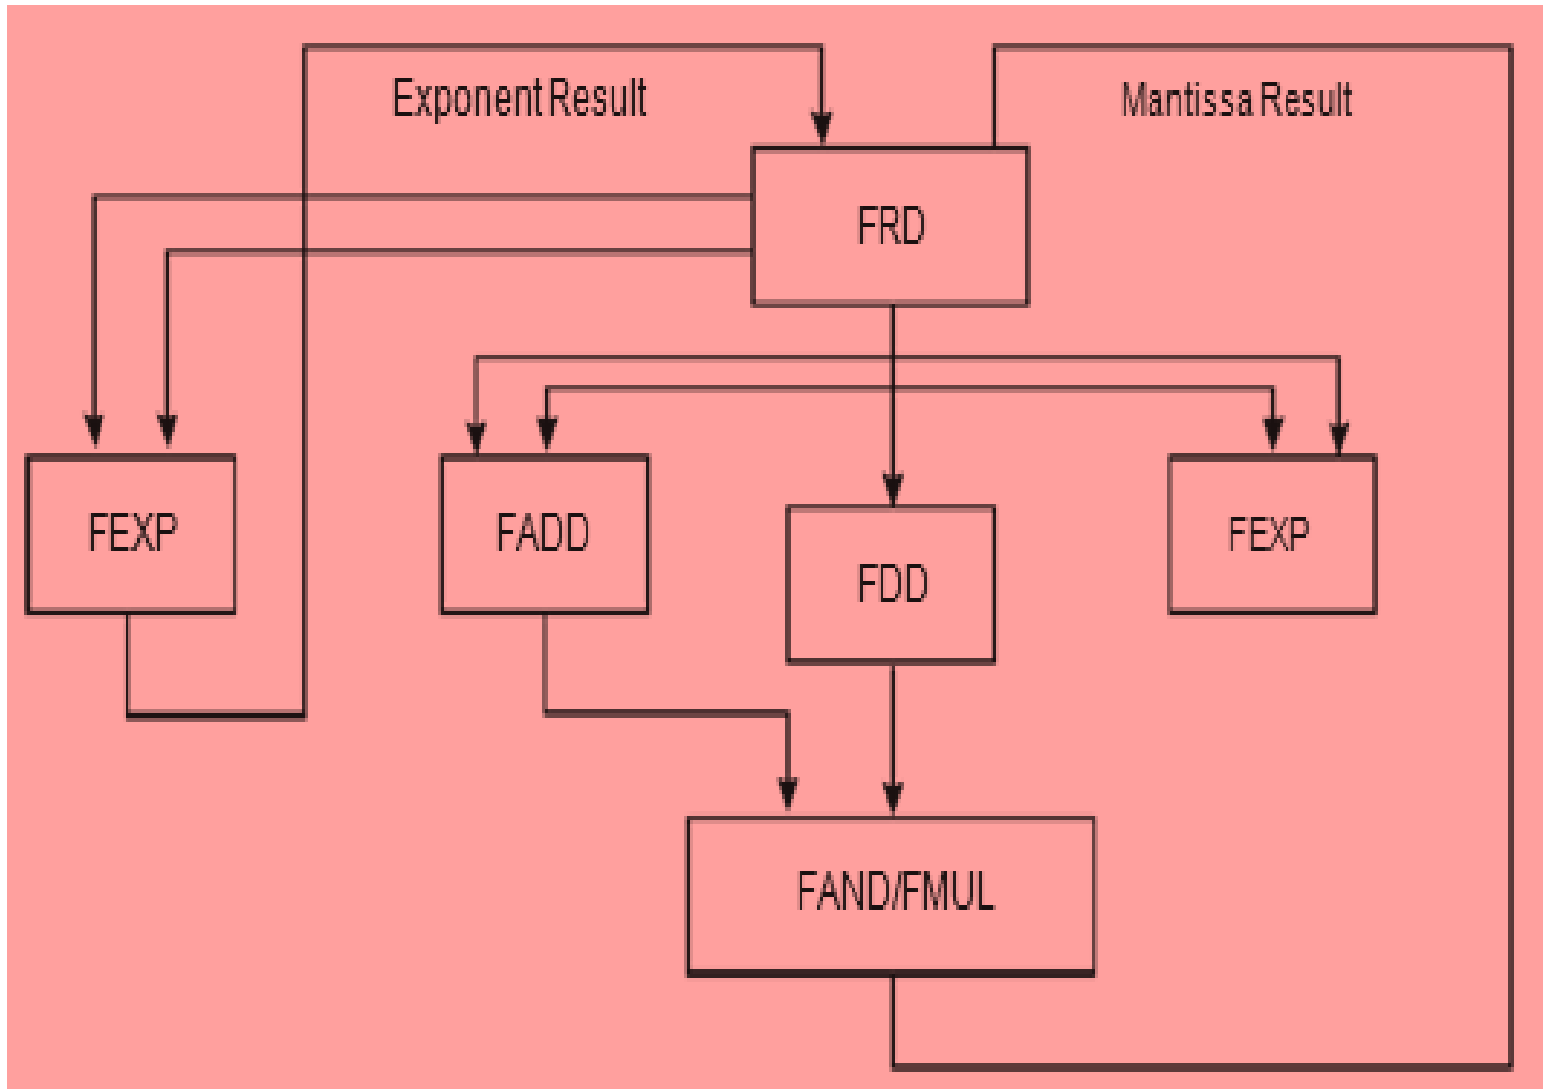 Exponent Result
Mantissa Result
FRD
FEXP
FADD
FDD
FEXP
FAND/FMUL